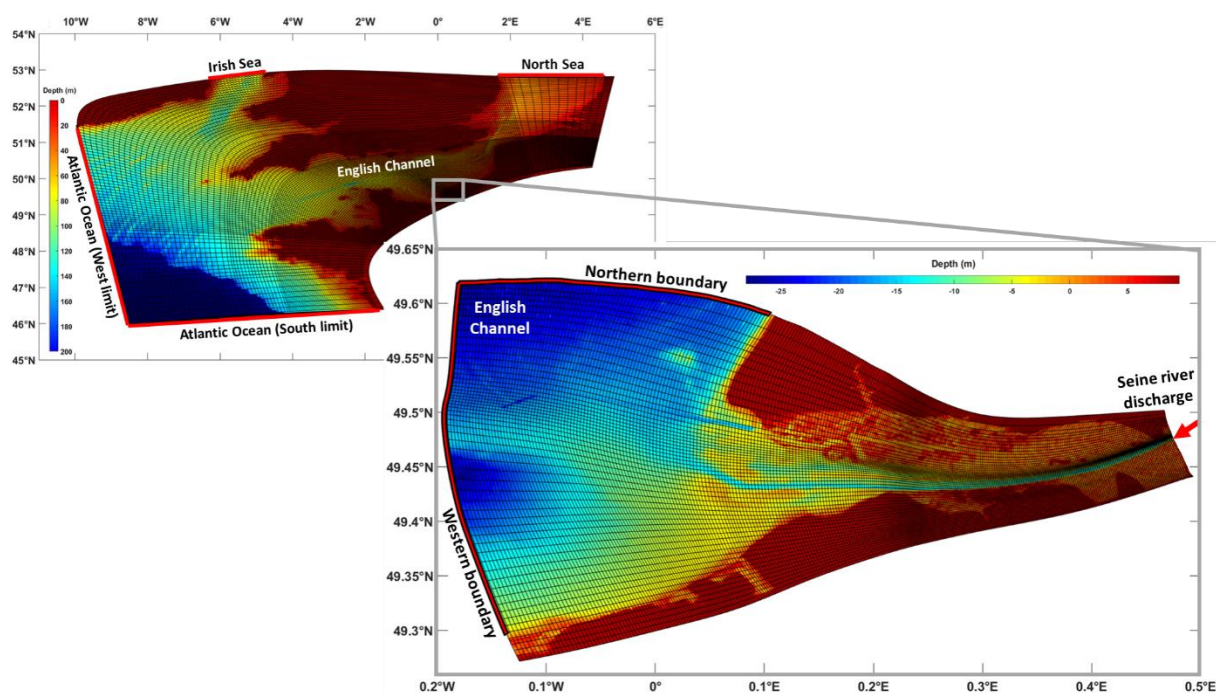 10°W 8°W 6°W 4°W 2°W 0° 2°E 4°E 6°E
54°N
53°N
52°N
51°N
50°N
49°N
48°N
47°N
46°N
45°N
Irish Sea
North Sea
Depth (m)
0
20
40
60
80
100
120
140
160
180
200
English Channel
Atlantic Ocean (West limit)
Atlantic Ocean (South limit)
49.65°N
49.6°N
49.55°N
49.5°N
49.45°N
49.4°N
49.35°N
49.3°N
Northern boundary
Depth (m)
-25 -20 -15 -10 -5 0 5
English
Channel
Seine river
discharge
Western boundary
0.2°W 0.1°W 0° 0.1°E 0.2°E 0.3°E 0.4°E 0.5°E